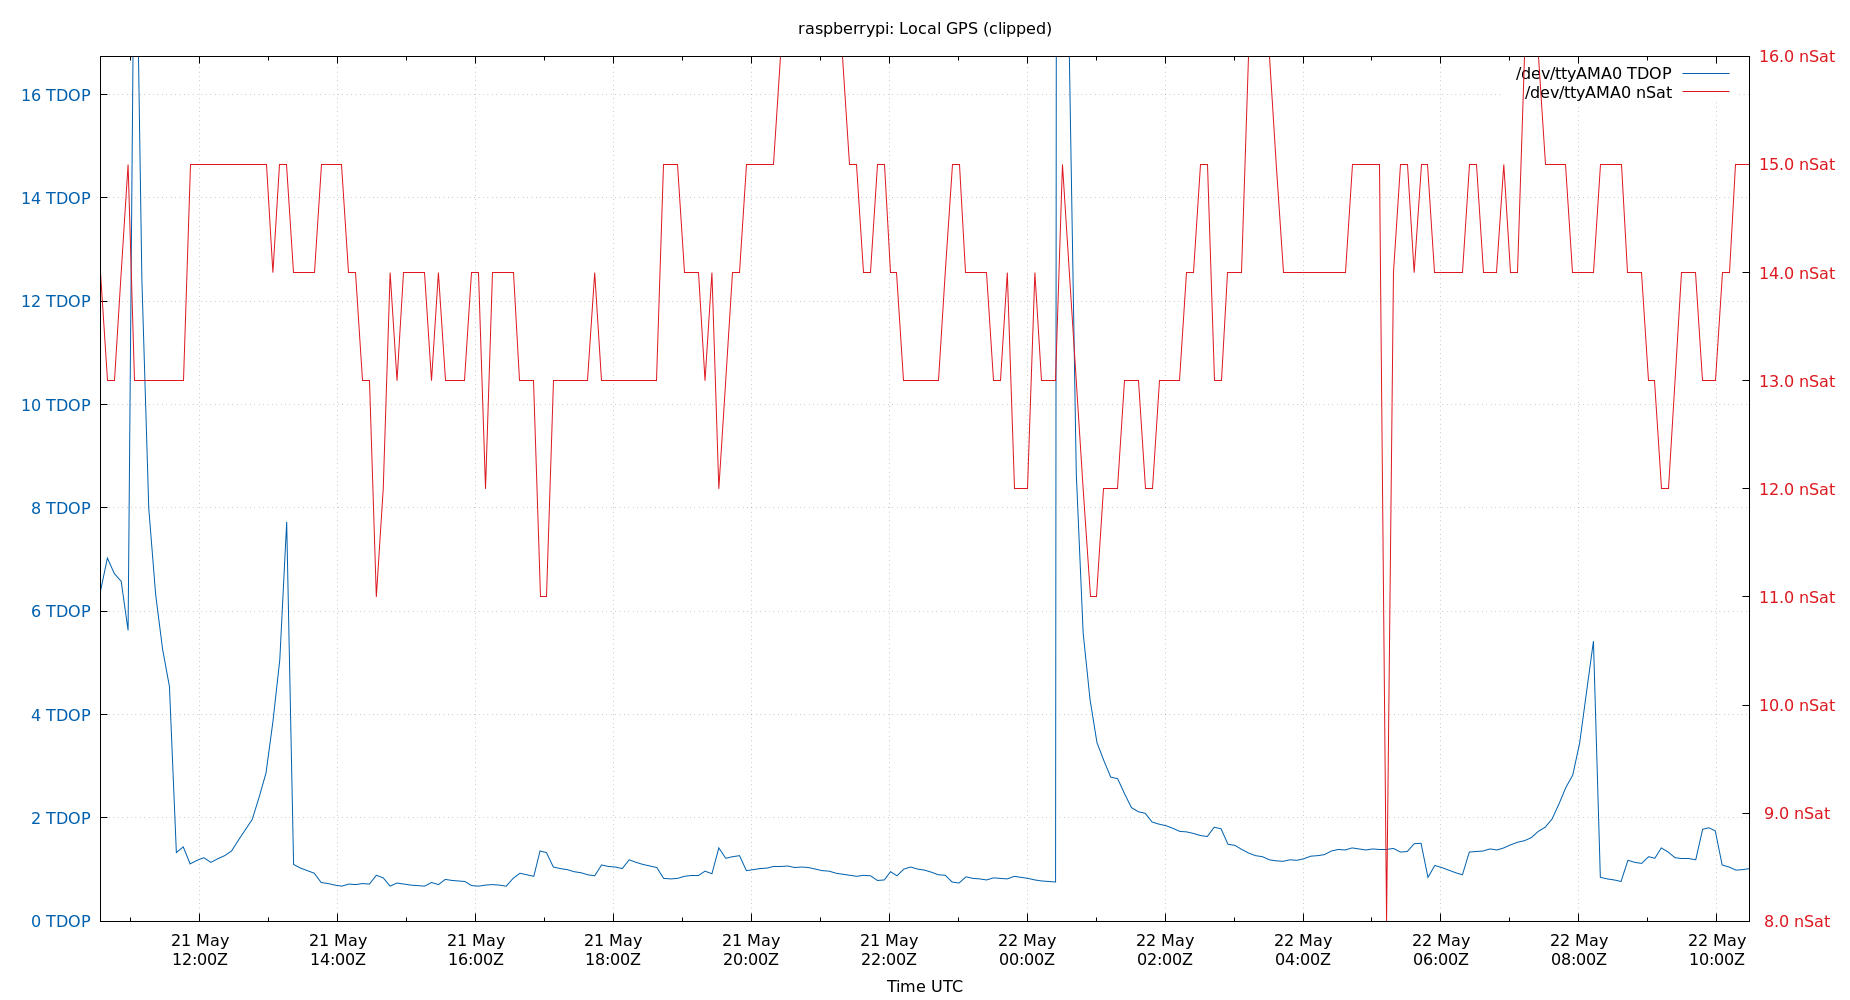 raspberrypi: Local GPS (clipped)
/dev/ttyAMA0 TDOP
/dev/ttyAMA0 nSat
16 TDOP
14 TDOP
12 TDOP
10 TDOP
8 TDOP
6 TDOP
4 TDOP
2 TDOP
0 TDOP
16.0 nSat
15.0 nSat
14.0 nSat
13.0 nSat
12.0 nSat
11.0 nSat
10.0 nSat
9.0 nSat
8.0 nSat
21 May 21 May 21 May 21 May 21 May 21 May 22 May 22 May 22 May 22 May 22 May 22 May
12:00Z 14:00Z 16:00Z 18:00Z 20:00Z 22:00Z 00:00Z 02:00Z 04:00Z 06:00Z 08:00Z 10:00Z
Time UTC